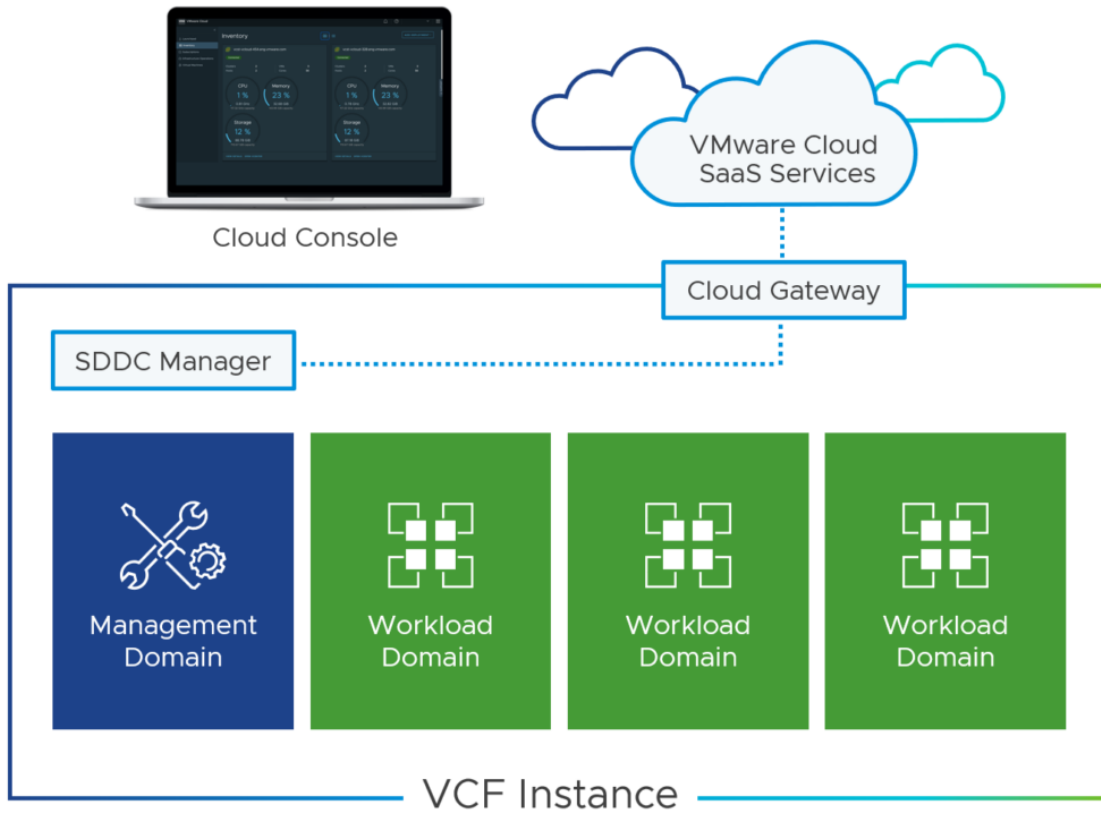 Inventory
CPU
1 %
Memory
23 %
Storage
12 %
CPU
1 %
Memory
23 %
Storage
12 %
Cloud Console
VMware Cloud
SaaS Services
Cloud Gateway
SDDC Manager
Management
Domain
Workload
Domain
Workload
Domain
Workload
Domain
VCF Instance